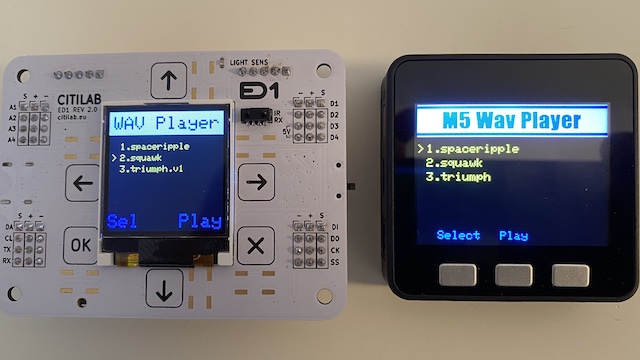 LIGHT SENS
S + -
A1
A2
A3
A4
CITILAB
ED1 REV 2.0
citilab.eu
ED1
IR
RX
5V
- + S
D1
D2
D3
D4
WAV Player
1.spaceripple
>2.squawk
3.triumph.v1
Sel Play
OK
S + -
DA
CL
TX
RX
- + S
DI
DO
CK
SS
M5 Wav Player
>1.spaceripple
2.squawk
3.triumph
Select Play